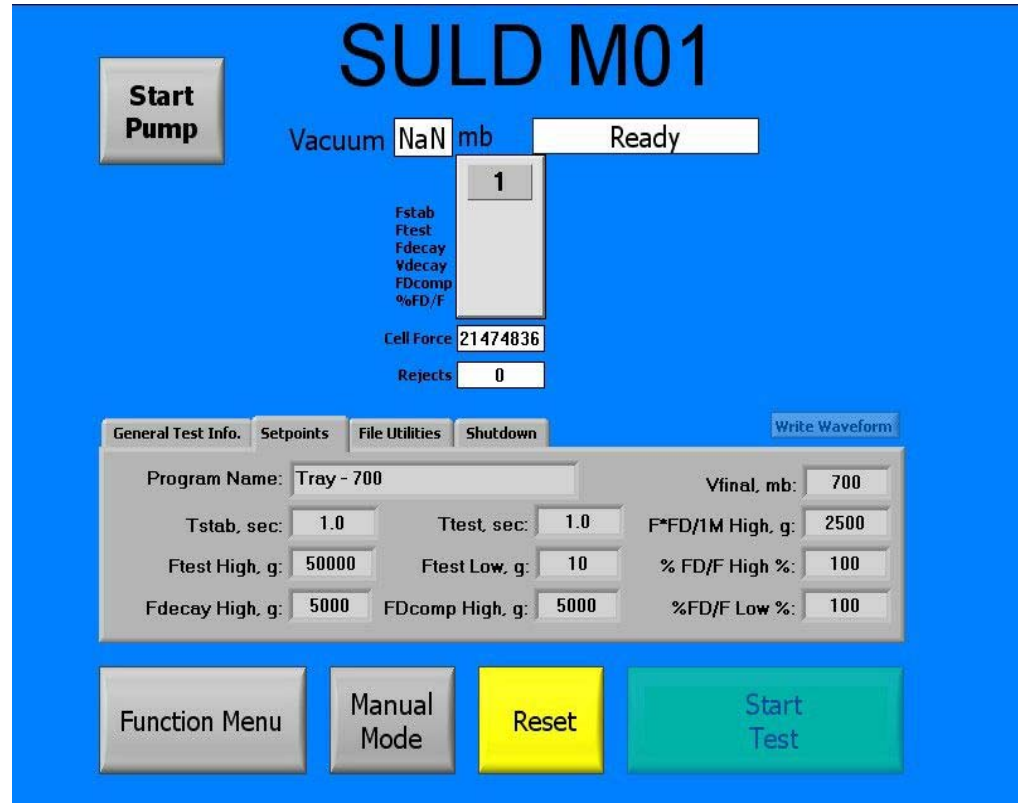 SULD M01
Start
Pump
Vacuum NaN mb Ready
1
Fstab
Ftest
Fdecay
Vdecay
FDcomp
%FD/F
Cell Force 21474836
Rejects 0
General Test Info. Setpoints File Utilities Shutdown Write Waveform
Program Name: Tray - 700 Vfinal, mb: 700
Tstab, sec: 1.0 Ttest, sec: 1.0 F*FD/1M High, g: 2500
Ftest High, g: 50000 Ftest Low, g: 10 % FD/F High %: 100
Fdecay High, g: 5000 FDcomp High, g: 5000 %FD/F Low %: 100
Function Menu
Manual
Mode
Reset
Start
Test